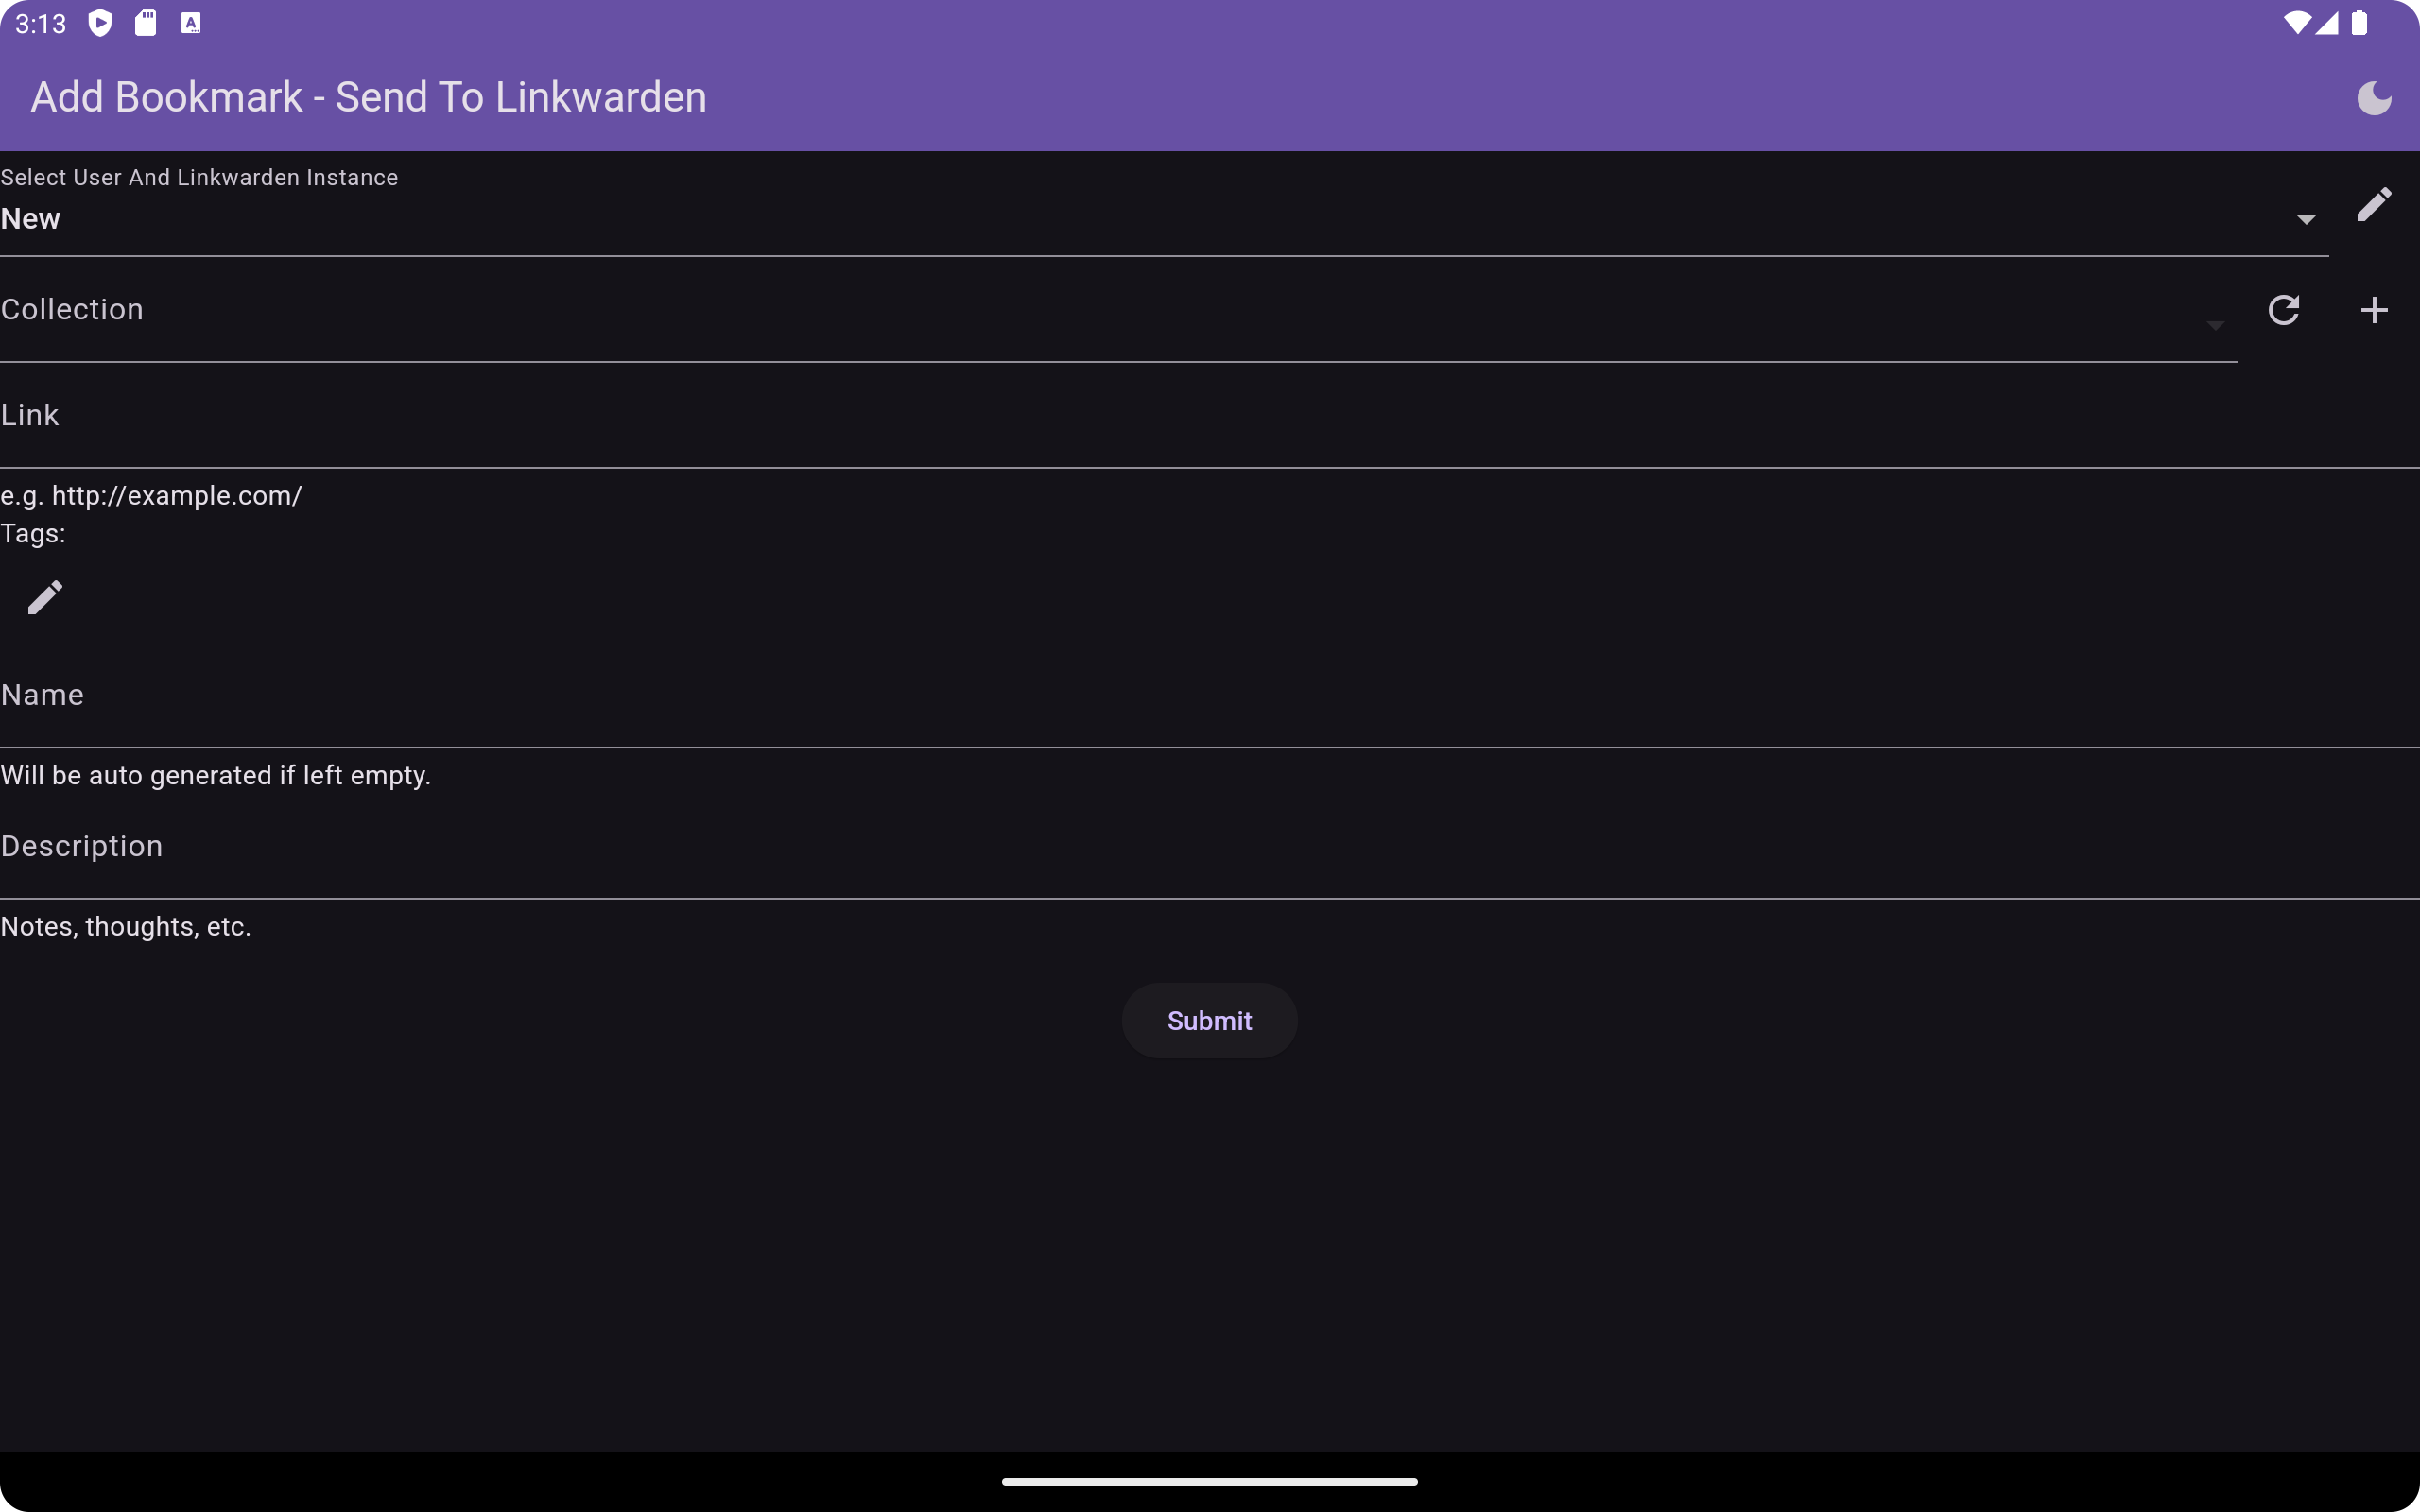 3:13
Add Bookmark - Send To Linkwarden
Select User And Linkwarden Instance
New
Collection
Link
e.g. http://example.com/
Tags:
Name
Will be auto generated if left empty.
Description
Notes, thoughts, etc.
Submit